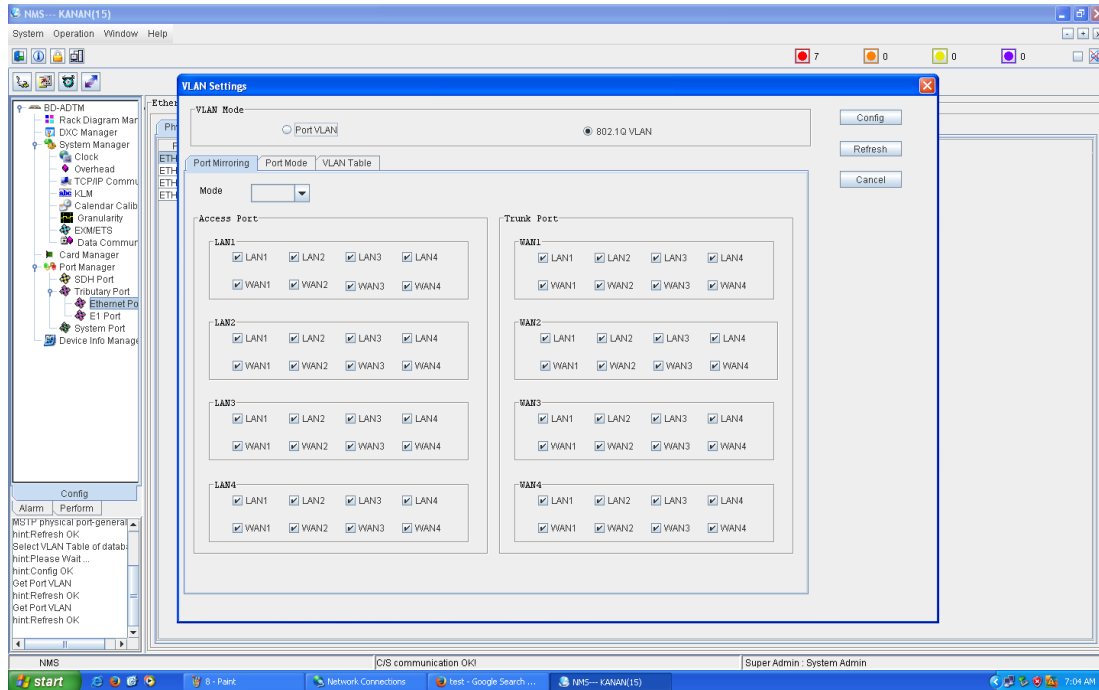 NMS--- KANAN(15)
System Operation Window Help
7 0 0 0
BD-ADTM
Rack Diagram Mar
DXC Manager
System Manager
Clock
Overhead
TCP/IP Commu
abc KLM
Calendar Calib
Granularity
EXM/ETS
Data Commun
Card Manager
Port Manager
SDH Port
Tributary Port
Ethernet Po
E1 Port
System Port
Device Info Manage
Config
Alarm Perform
MSTP physical port-general
hint:Refresh OK
Select VLAN Table of datab
hint:Please Wait ...
hint:Config OK
Get Port VLAN
hint:Refresh OK
Get Port VLAN
hint:Refresh OK
Ether
Ph
ETH
ETH
ETH
ETH
VLAN Settings
VLAN Mode
Port VLAN 802.1Q VLAN
Config
Refresh
Cancel
Port Mirroring Port Mode VLAN Table
Mode
Access Port
LAN1
LAN1 LAN2 LAN3 LAN4
WAN1 WAN2 WAN3 WAN4
LAN2
LAN1 LAN2 LAN3 LAN4
WAN1 WAN2 WAN3 WAN4
LAN3
LAN1 LAN2 LAN3 LAN4
WAN1 WAN2 WAN3 WAN4
LAN4
LAN1 LAN2 LAN3 LAN4
WAN1 WAN2 WAN3 WAN4
Trunk Port
WAN1
LAN1 LAN2 LAN3 LAN4
WAN1 WAN2 WAN3 WAN4
WAN2
LAN1 LAN2 LAN3 LAN4
WAN1 WAN2 WAN3 WAN4
WAN3
LAN1 LAN2 LAN3 LAN4
WAN1 WAN2 WAN3 WAN4
WAN4
LAN1 LAN2 LAN3 LAN4
WAN1 WAN2 WAN3 WAN4
NMS C/S communication OK! Super Admin : System Admin
start 8 - Paint Network Connections test - Google Search ... NMS--- KANAN(15) 7:04 AM